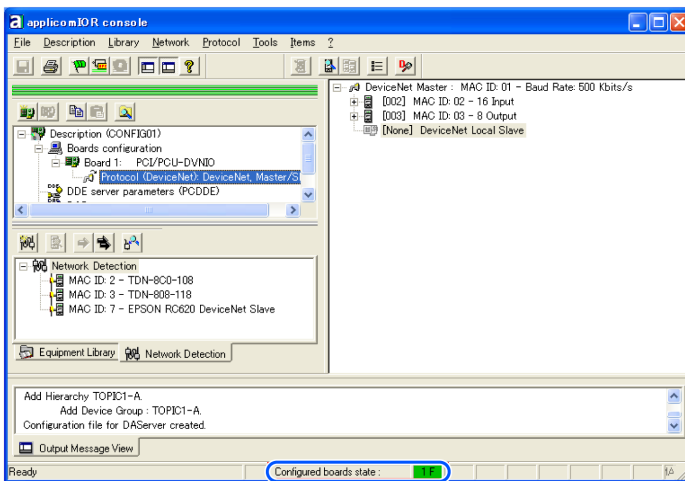 applicomIOR console
File Description Library Network Protocol Tools Items ?
Description (CONFIG01)
Boards configuration
Board 1: PCI/PCU-DVNIO
Protocol (DeviceNet): DeviceNet, Master/S
DDE server parameters (PCDDE)
Network Detection
MAC ID: 2 - TDN-8C0-108
MAC ID: 3 - TDN-808-118
MAC ID: 7 - EPSON RC620 DeviceNet Slave
Equipment Library Network Detection
DeviceNet Master : MAC ID: 01 - Baud Rate: 500 Kbits/s
[002] MAC ID: 02 - 16 Input
[003] MAC ID: 03 - 8 Output
[None] DeviceNet Local Slave
Add Hierarchy TOPIC1-A.
Add Device Group : TOPIC1-A.
Configuration file for DAServer created.
Output Message View
Ready Configured boards state : 1 F